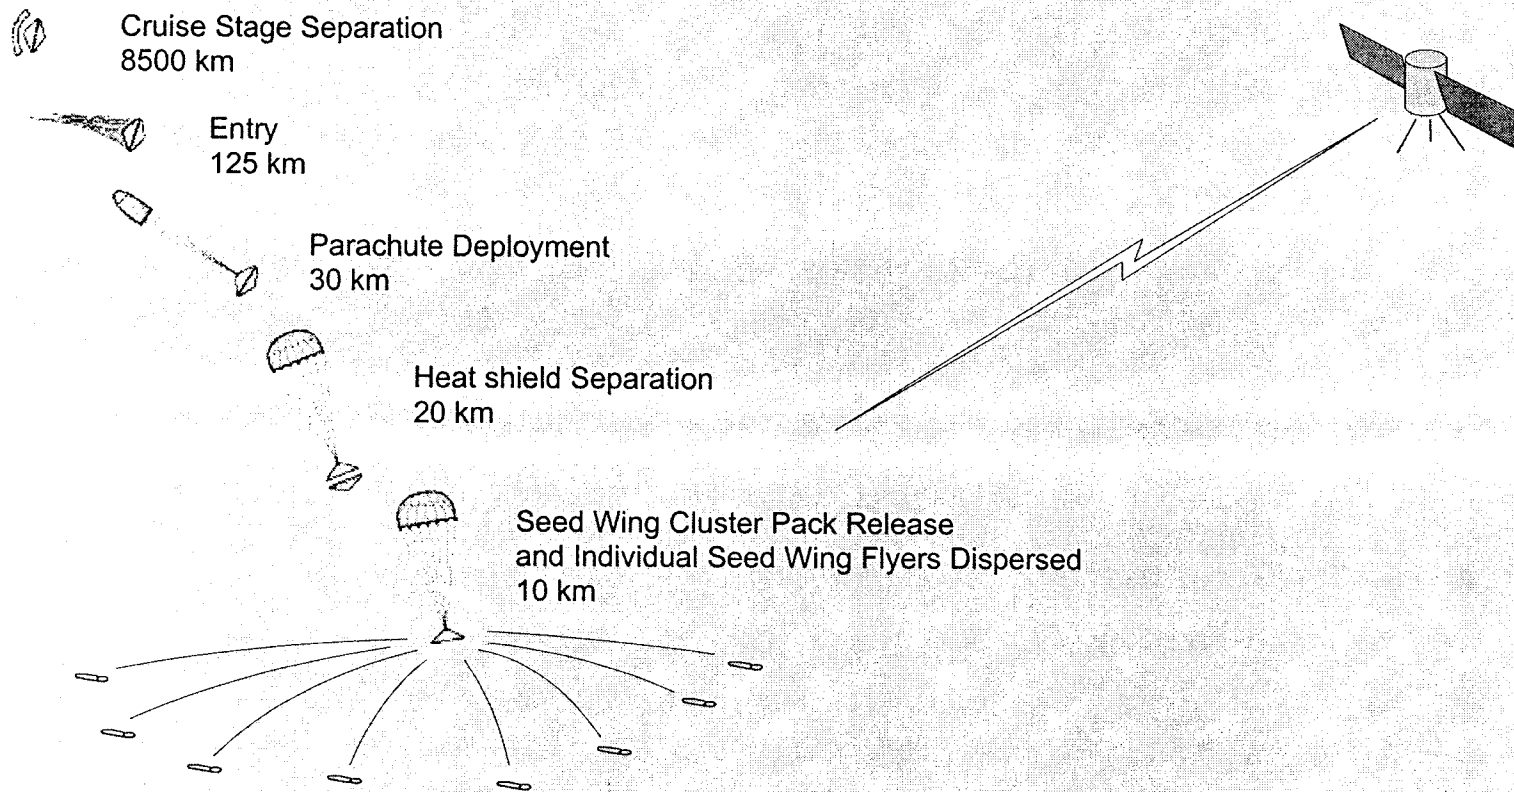 Cruise Stage Separation
8500 km
Entry
125 km
Parachute Deployment
30 km
Heat shield Separation
20 km
Seed Wing Cluster Pack Release
and Individual Seed Wing Flyers Dispersed
10 km